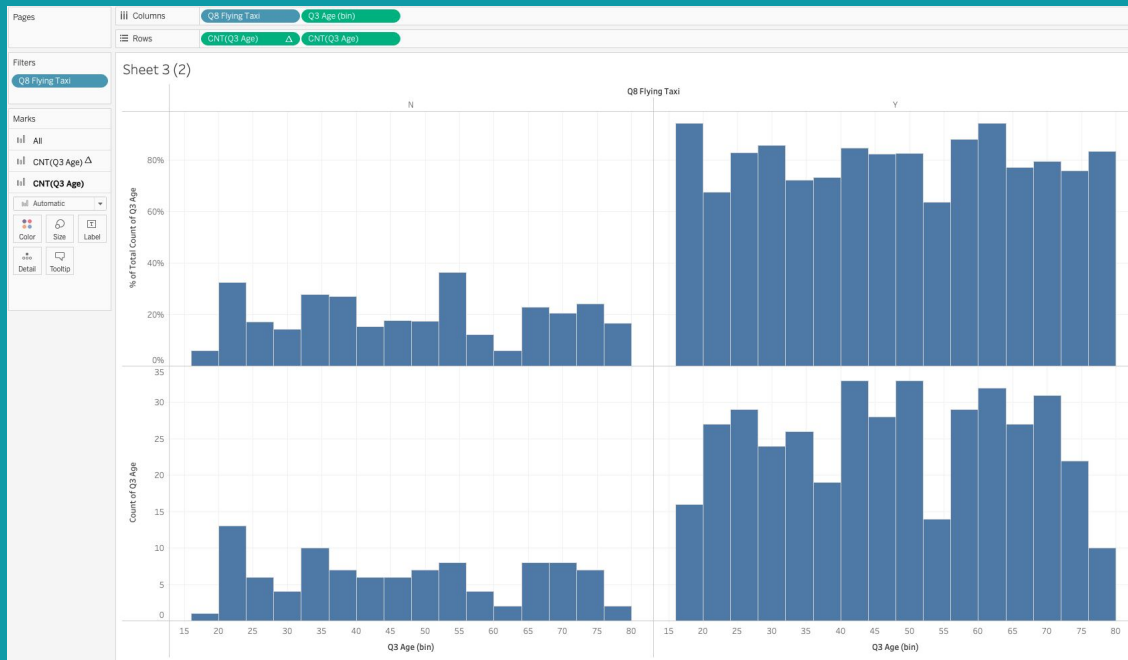 Pages
iii Columns
Q8 Flying Taxi
Q3 Age (bin)
Rows
CNT(Q3 Age) Δ
CNT(Q3 Age)
Filters
Q8 Flying Taxi
Marks
All
CNT(Q3 Age) Δ
CNT(Q3 Age)
Automatic
Color
Size
Label
Detail
Tooltip
Sheet 3 (2)
Q8 Flying Taxi
N
Y
% of Total Count of Q3 Age
80%
60%
40%
20%
0%
Count of Q3 Age
35
30
25
20
15
10
5
0
15 20 25 30 35 40 45 50 55 60 65 70 75 80
15 20 25 30 35 40 45 50 55 60 65 70 75 80
Q3 Age (bin)
Q3 Age (bin)